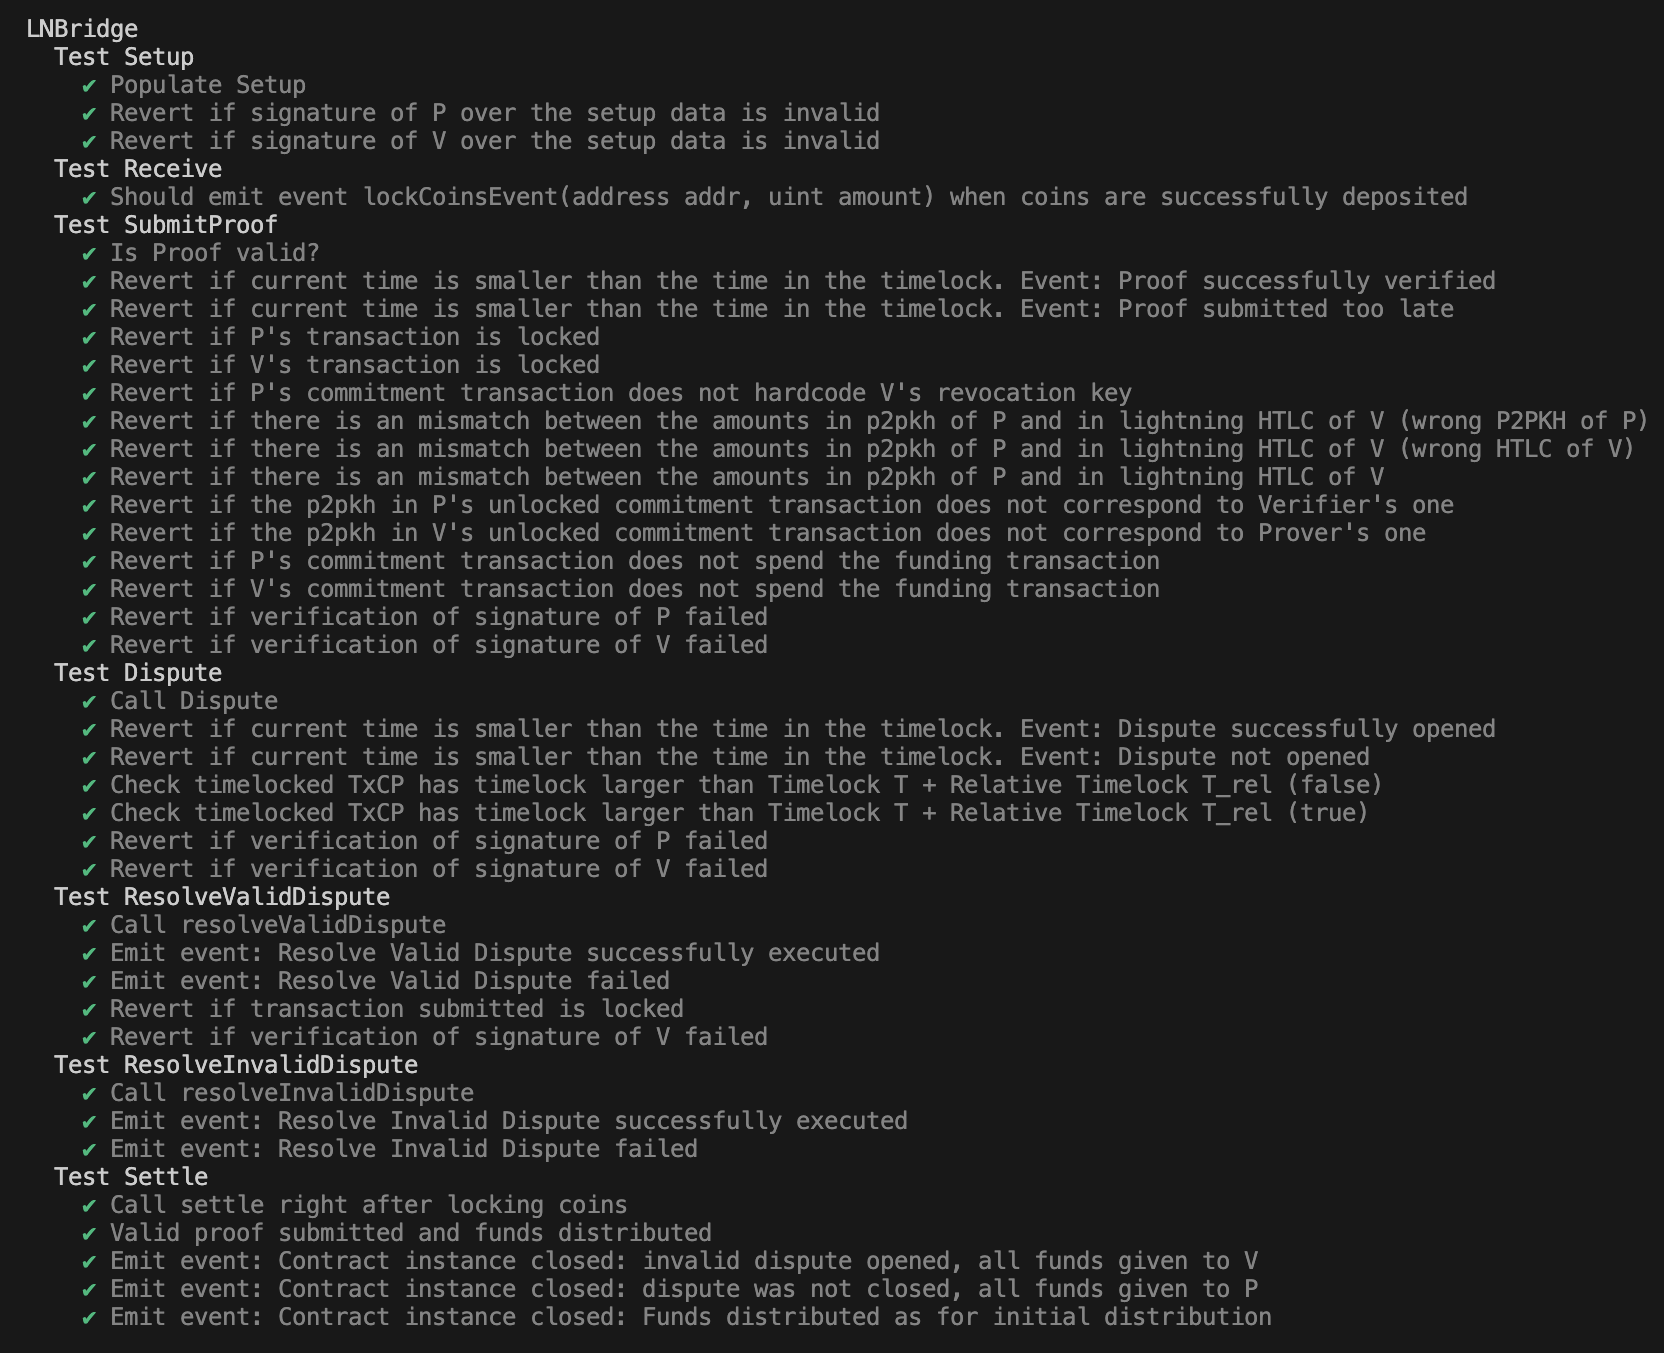 LNBridge
Test Setup
✔ Populate Setup
✔ Revert if signature of P over the setup data is invalid
✔ Revert if signature of V over the setup data is invalid
Test Receive
✔ Should emit event lockCoinsEvent(address addr, uint amount) when coins are successfully deposited
Test SubmitProof
✔ Is Proof valid?
✔ Revert if current time is smaller than the time in the timelock. Event: Proof successfully verified
✔ Revert if current time is smaller than the time in the timelock. Event: Proof submitted too late
✔ Revert if P's transaction is locked
✔ Revert if V's transaction is locked
✔ Revert if P's commitment transaction does not hardcode V's revocation key
✔ Revert if there is an mismatch between the amounts in p2pkh of P and in lightning HTLC of V (wrong P2PKH of P)
✔ Revert if there is an mismatch between the amounts in p2pkh of P and in lightning HTLC of V (wrong HTLC of V)
✔ Revert if there is an mismatch between the amounts in p2pkh of P and in lightning HTLC of V
✔ Revert if the p2pkh in P's unlocked commitment transaction does not correspond to Verifier's one
✔ Revert if the p2pkh in V's unlocked commitment transaction does not correspond to Prover's one
✔ Revert if P's commitment transaction does not spend the funding transaction
✔ Revert if V's commitment transaction does not spend the funding transaction
✔ Revert if verification of signature of P failed
✔ Revert if verification of signature of V failed
Test Dispute
✔ Call Dispute
✔ Revert if current time is smaller than the time in the timelock. Event: Dispute successfully opened
✔ Revert if current time is smaller than the time in the timelock. Event: Dispute not opened
✔ Check timelocked TxCP has timelock larger than Timelock T + Relative Timelock T_rel (false)
✔ Check timelocked TxCP has timelock larger than Timelock T + Relative Timelock T_rel (true)
✔ Revert if verification of signature of P failed
✔ Revert if verification of signature of V failed
Test ResolveValidDispute
✔ Call resolveValidDispute
✔ Emit event: Resolve Valid Dispute successfully executed
✔ Emit event: Resolve Valid Dispute failed
✔ Revert if transaction submitted is locked
✔ Revert if verification of signature of V failed
Test ResolveInvalidDispute
✔ Call resolveInvalidDispute
✔ Emit event: Resolve Invalid Dispute successfully executed
✔ Emit event: Resolve Invalid Dispute failed
Test Settle
✔ Call settle right after locking coins
✔ Valid proof submitted and funds distributed
✔ Emit event: Contract instance closed: invalid dispute opened, all funds given to V
✔ Emit event: Contract instance closed: dispute was not closed, all funds given to P
✔ Emit event: Contract instance closed: Funds distributed as for initial distribution